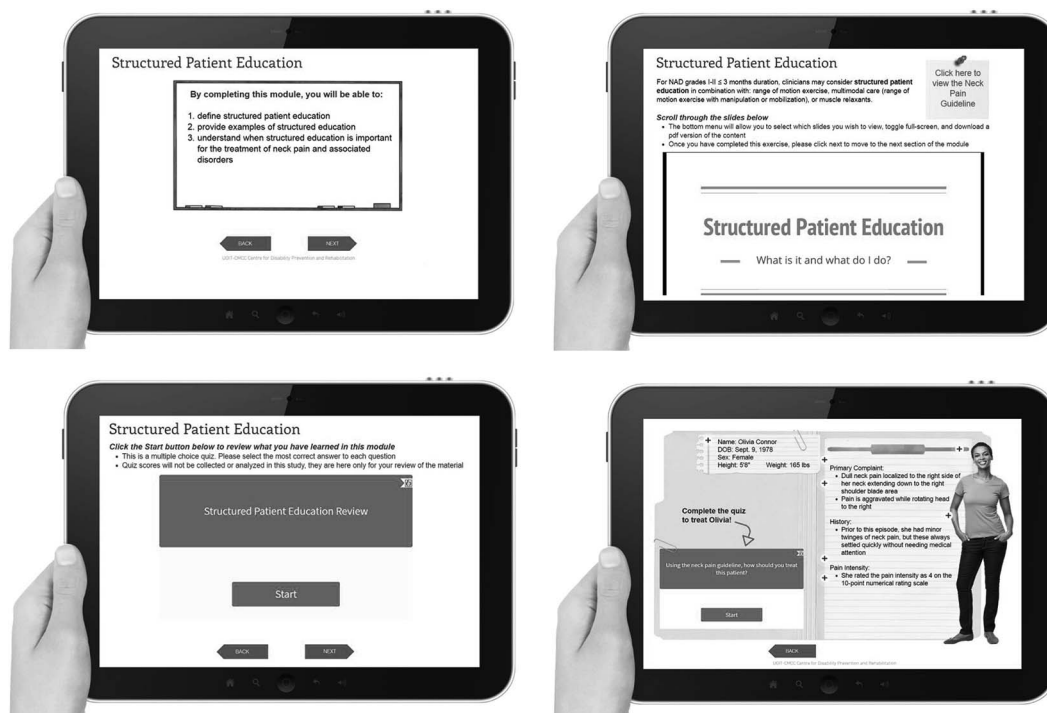 Structured Patient Education
By completing this module, you will be able to:
1. define structured patient education
2. provide examples of structured education
3. understand when structured education is important
for the treatment of neck pain and associated
disorders
BACK
NEXT
UOIT-CMCC Centre for Disability Prevention and Rehabilitation
Structured Patient Education
For NAD grades I-II ≤ 3 months duration, clinicians may consider structured patient
education in combination with: range of motion exercise, multimodal care (range of
motion exercise with manipulation or mobilization), or muscle relaxants.
Click here to
view the Neck
Pain
Guideline
Scroll through the slides below
• The bottom menu will allow you to select which slides you wish to view, toggle full-screen, and download a
pdf version of the content
• Once you have completed this exercise, please click next to move to the next section of the module
Structured Patient Education
What is it and what do I do?
Structured Patient Education
Click the Start button below to review what you have learned in this module
• This is a multiple choice quiz. Please select the most correct answer to each question
• Quiz scores will not be collected or analyzed in this study, they are here only for your review of the material
Structured Patient Education Review
Start
BACK
NEXT
Name: Olivia Connor
DOB: Sept. 9, 1978
Sex: Female
Height: 5'8" Weight: 165 lbs
Complete the quiz
to treat Olivia!
Using the neck pain guideline, how should you treat
this patient?
Start
Primary Complaint:
• Dull neck pain localized to the right side of
her neck extending down to the right
shoulder blade area
• Pain is aggravated while rotating head
to the right
History:
• Prior to this episode, she had minor
twinges of neck pain, but these always
settled quickly without needing medical
attention
Pain Intensity:
• She rated the pain intensity as 4 on the
10-point numerical rating scale
BACK
UOIT-CMCC Centre for Disability Prevention and Rehabilitation